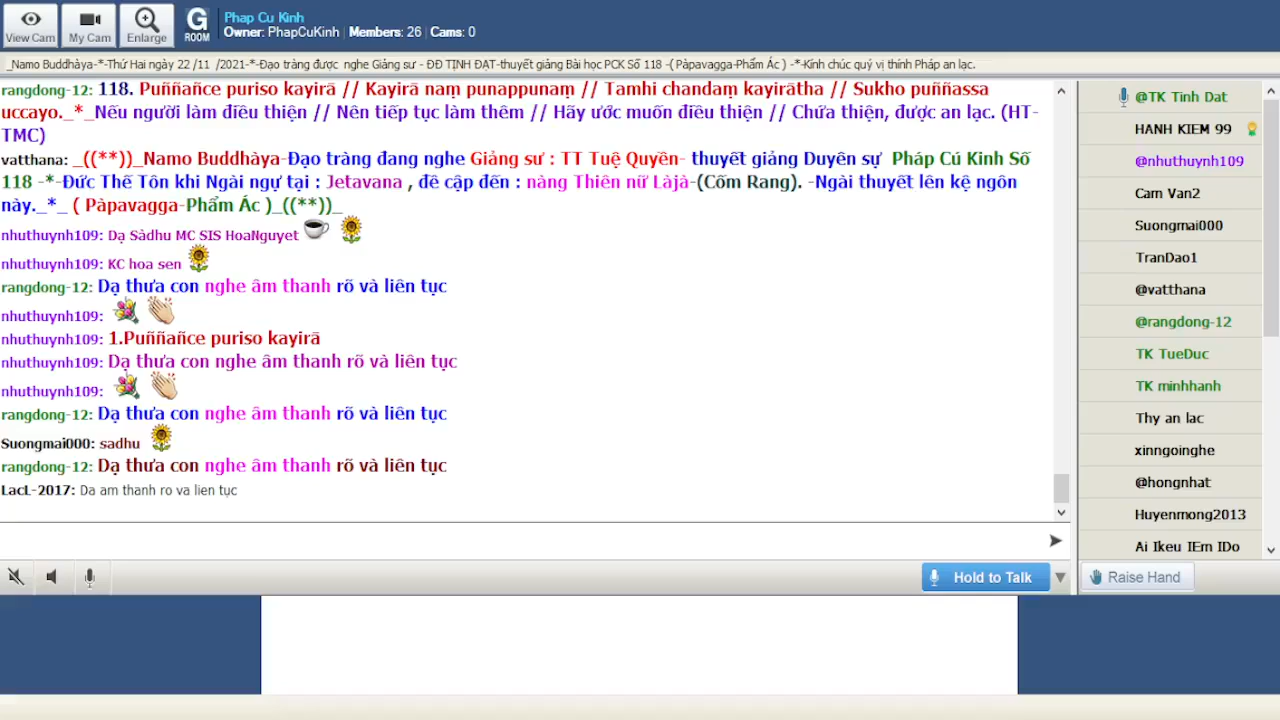 View Cam
My Cam
Enlarge
G
ROOM
Phap Cu Kinh
Owner: PhapCuKinh | Members: 26 | Cams: 0
_Namo Buddhàya-*-Thứ Hai ngày 22 /11 /2021-*-Đạo tràng được nghe Giảng sư - ĐĐ TỊNH ĐẠT-thuyết giảng Bài học PCK Số 118 -( Pàpavagga-Phẩm Ác ) -*-Kính chúc quý vị thính Pháp an lạc.
rangdong-12: 118. Puññañce puriso kayirā // Kayirā naṃ punappunaṃ // Tamhi chandaṃ kayirātha // Sukho puññassa
uccayo._*_Nếu người làm điều thiện // Nên tiếp tục làm thêm // Hãy ước muốn điều thiện // Chứa thiện, được an lạc. (HT-
TMC)
vatthana: _((**))_Namo Buddhàya-Đạo tràng đang nghe Giảng sư : TT Tuệ Quyền- thuyết giảng Duyên sự Pháp Cú Kinh Số
118 -*-Đức Thế Tôn khi Ngài ngự tại : Jetavana , đề cập đến : nàng Thiên nữ Làjà-(Cốm Rang). -Ngài thuyết lên kệ ngôn
này._*_ ( Pàpavagga-Phẩm Ác )_((**))_
nhuthuynh109: Dạ Sàdhu MC SIS HoaNguyet
nhuthuynh109: KC hoa sen
rangdong-12: Dạ thưa con nghe âm thanh rõ và liên tục
nhuthuynh109:
nhuthuynh109: 1.Puññañce puriso kayirā
nhuthuynh109: Dạ thưa con nghe âm thanh rõ và liên tục
nhuthuynh109:
rangdong-12: Dạ thưa con nghe âm thanh rõ và liên tục
Suongmai000: sadhu
rangdong-12: Dạ thưa con nghe âm thanh rõ và liên tục
LacL-2017: Da am thanh ro va lien tuc
Hold to Talk
@TK Tinh Dat
HANH KIEM 99
@nhuthuynh109
Cam Van2
Suongmai000
TranDao1
@vatthana
@rangdong-12
TK TueDuc
TK minhhanh
Thy an lac
xinngoinghe
@hongnhat
Huyenmong2013
Ai Ikeu IEm IDo
Raise Hand